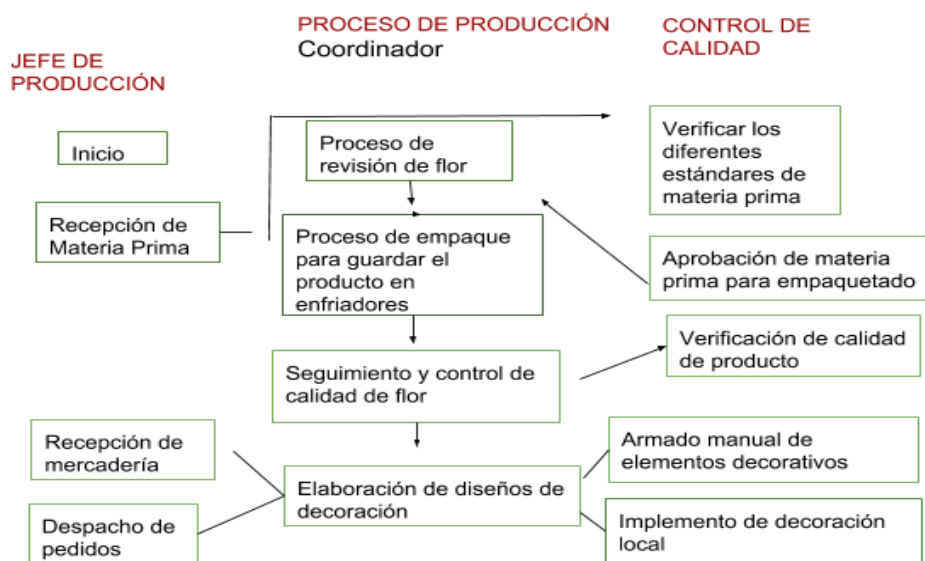 JEFE DE
PRODUCCIÓN
Inicio
Recepción de
Materia Prima
Recepción de
mercadería
Despacho de
pedidos
PROCESO DE PRODUCCIÓN
Coordinador
Proceso de
revisión de flor
Proceso de empaque
para guardar el
producto en
enfriadores
Seguimiento y control de
calidad de flor
Elaboración de diseños de
decoración
CONTROL DE
CALIDAD
Verificar los
diferentes
estándares de
materia prima
Aprobación de materia
prima para empaquetado
Verificación de calidad
de producto
Armado manual de
elementos decorativos
Implemento de decoración
local